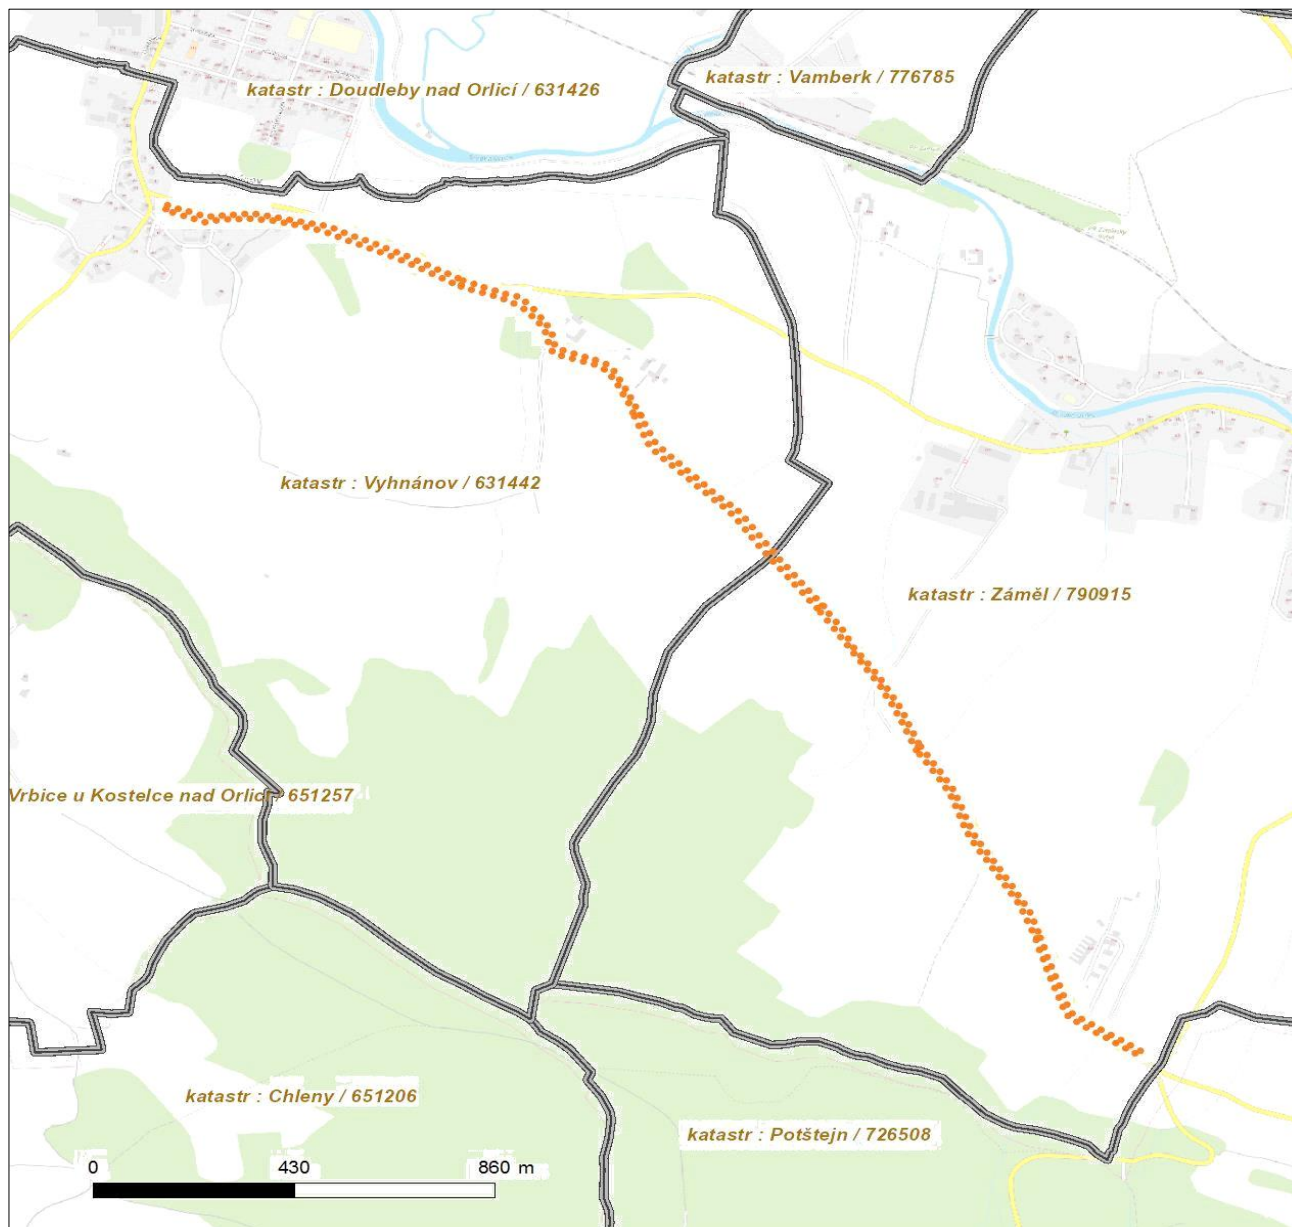 katastr : Vamberk / 776785
katastr : Doudleby nad Orlicí / 631426
katastr : Vyhnánov / 631442
katastr : Záměl / 790915
Vrbice u Kostelce nad Orlicí / 651257
katastr : Chleny / 651206
katastr : Potštejn / 726508
0 430 860 m